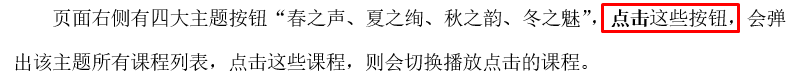 页面右侧有四大主题按钮“春之声、夏之绚、秋之韵、冬之魅”，点击这些按钮，会弹
出该主题所有课程列表，点击这些课程，则会切换播放点击的课程。